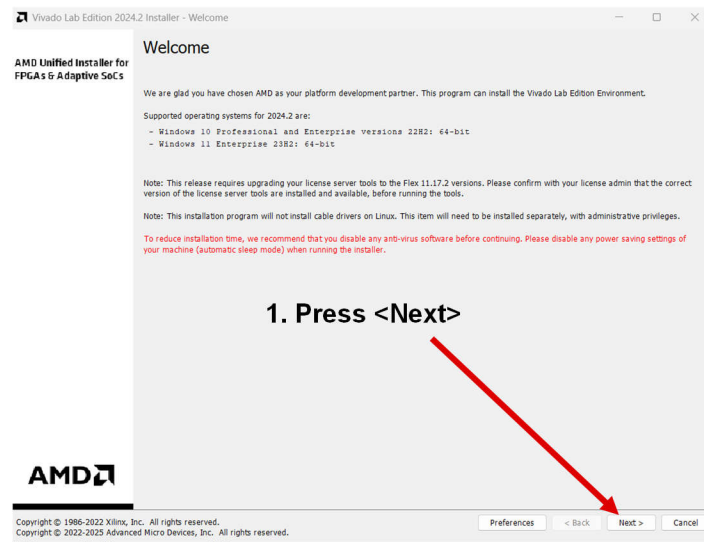 Vivado Lab Edition 2024.2 Installer - Welcome
AMD Unified Installer for
FPGAs & Adaptive SoCs
Welcome
We are glad you have chosen AMD as your platform development partner. This program can install the Vivado Lab Edition Environment.
Supported operating systems for 2024.2 are:
- Windows 10 Professional and Enterprise versions 22H2: 64-bit
- Windows 11 Enterprise 23H2: 64-bit
Note: This release requires upgrading your license server tools to the Flex 11.17.2 versions. Please confirm with your license admin that the correct
version of the license server tools are installed and available, before running the tools.
Note: This installation program will not install cable drivers on Linux. This item will need to be installed separately, with administrative privileges.
To reduce installation time, we recommend that you disable any anti-virus software before continuing. Please disable any power saving settings of
your machine (automatic sleep mode) when running the installer.
1. Press <Next>
AMD
Copyright © 1986-2022 Xilinx, Inc. All rights reserved.
Copyright © 2022-2025 Advanced Micro Devices, Inc. All rights reserved.
Preferences < Back Next > Cancel